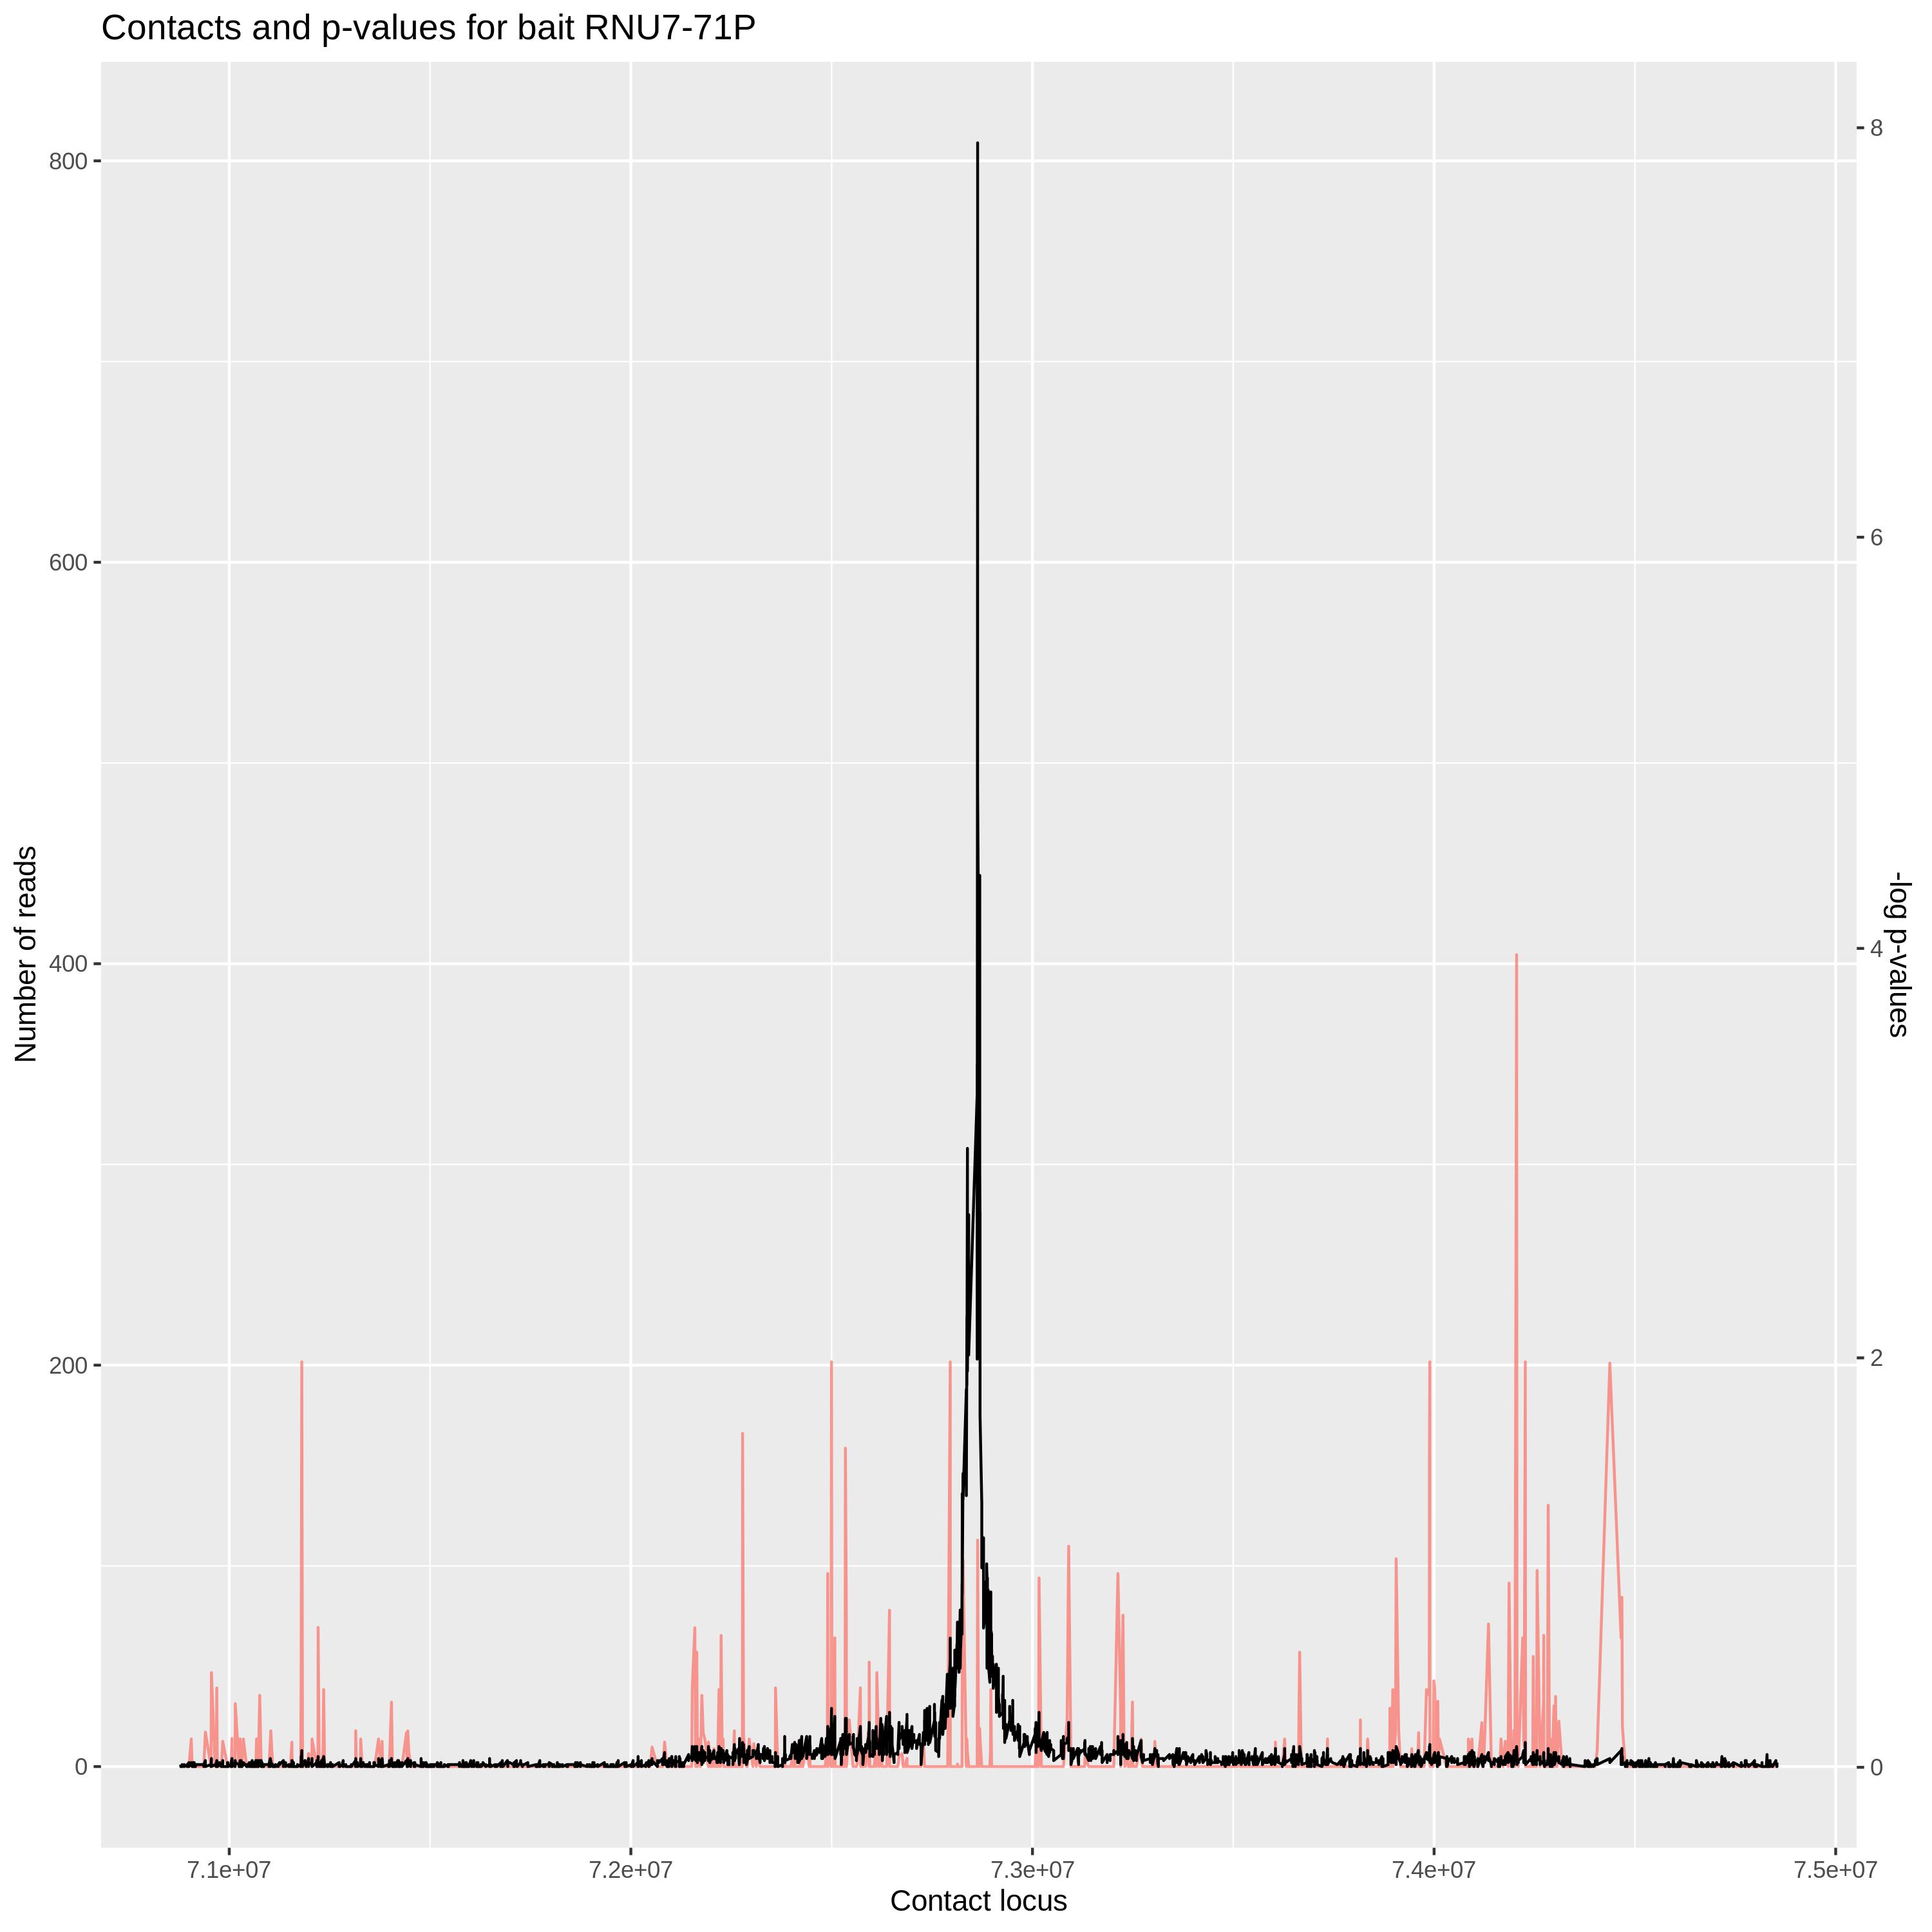 Contacts and p-values for bait RNU7-71P
800
600
400
200
0
Number of reads
8
6
4
2
0
-log p-values
7.1e+07 7.2e+07 7.3e+07 7.4e+07 7.5e+07
Contact locus